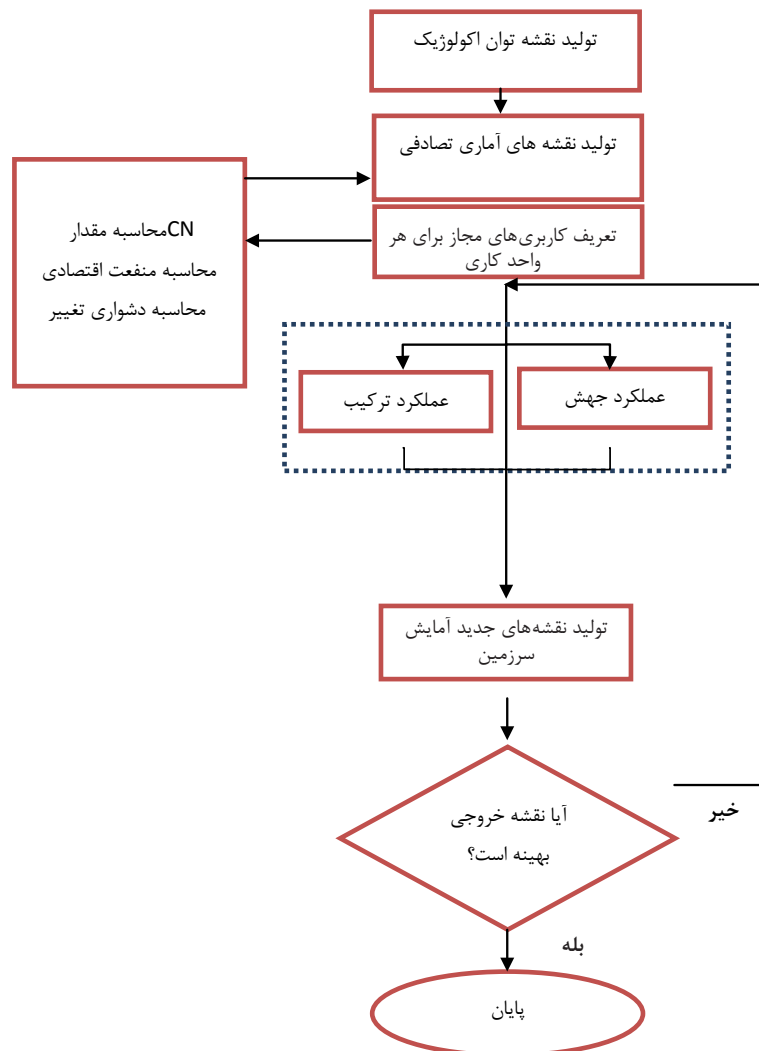 تولید نقشه توان اکولوژیک
تولید نقشه های آماری تصادفی
تعریف کاربری‌های مجاز برای هر
واحد کاری
CNمحاسبه مقدار
محاسبه منفعت اقتصادی
محاسبه دشواری تغییر
عملکرد جهش
عملکرد ترکیب
تولید نقشه‌های جدید آمایش
سرزمین
آیا نقشه خروجی
بهینه است؟
خیر
بله
پایان